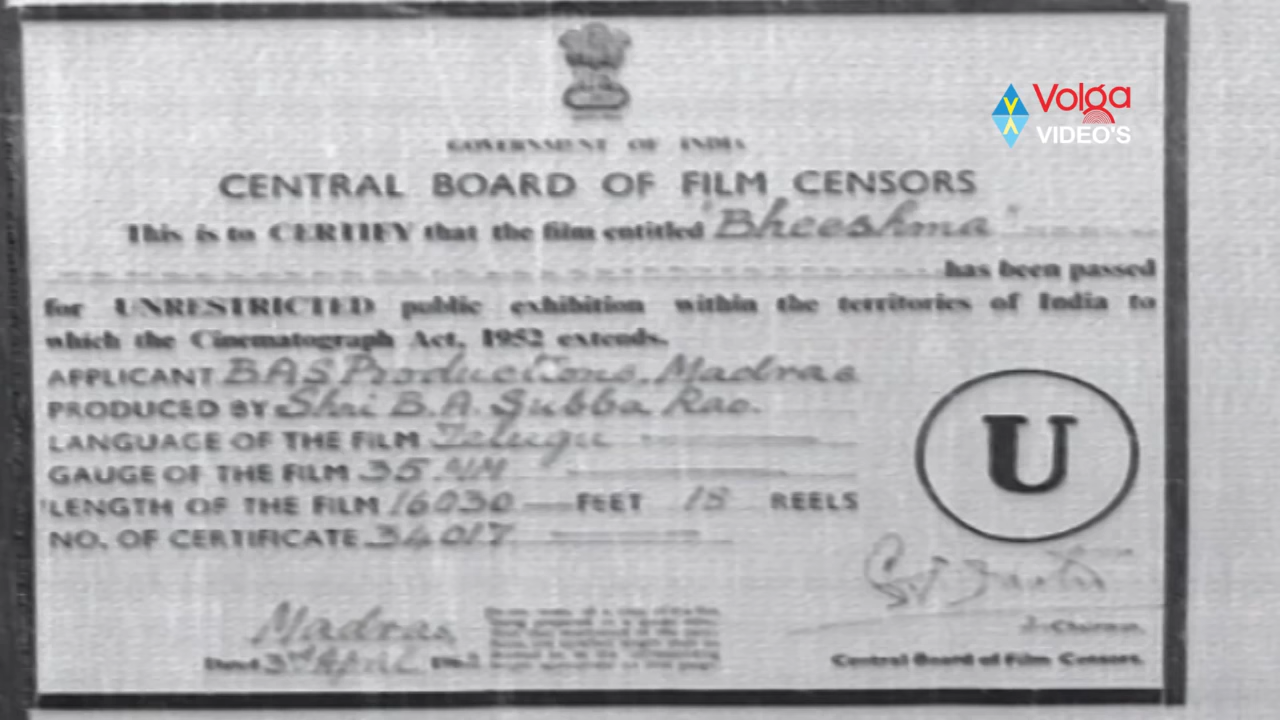 Volga
VIDEO'S
GOVERNMENT OF INDIA
CENTRAL BOARD OF FILM CENSORS
This is to CERTIFY that the film entitled "Bheeshma"
has been passed
for UNRESTRICTED public exhibition within the territories of India to
which the Cinematograph Act, 1952 extends.
APPLICANT BAS Productions, Madras
PRODUCED BY Shri B.A. Subba Rao.
LANGUAGE OF THE FILM Telugu
GAUGE OF THE FILM 35 MM
LENGTH OF THE FILM 16030 FEET 18 REELS
NO. OF CERTIFICATE 34017
U
Madras
Dated 3rd April
Chairman
Central Board of Film Censors.